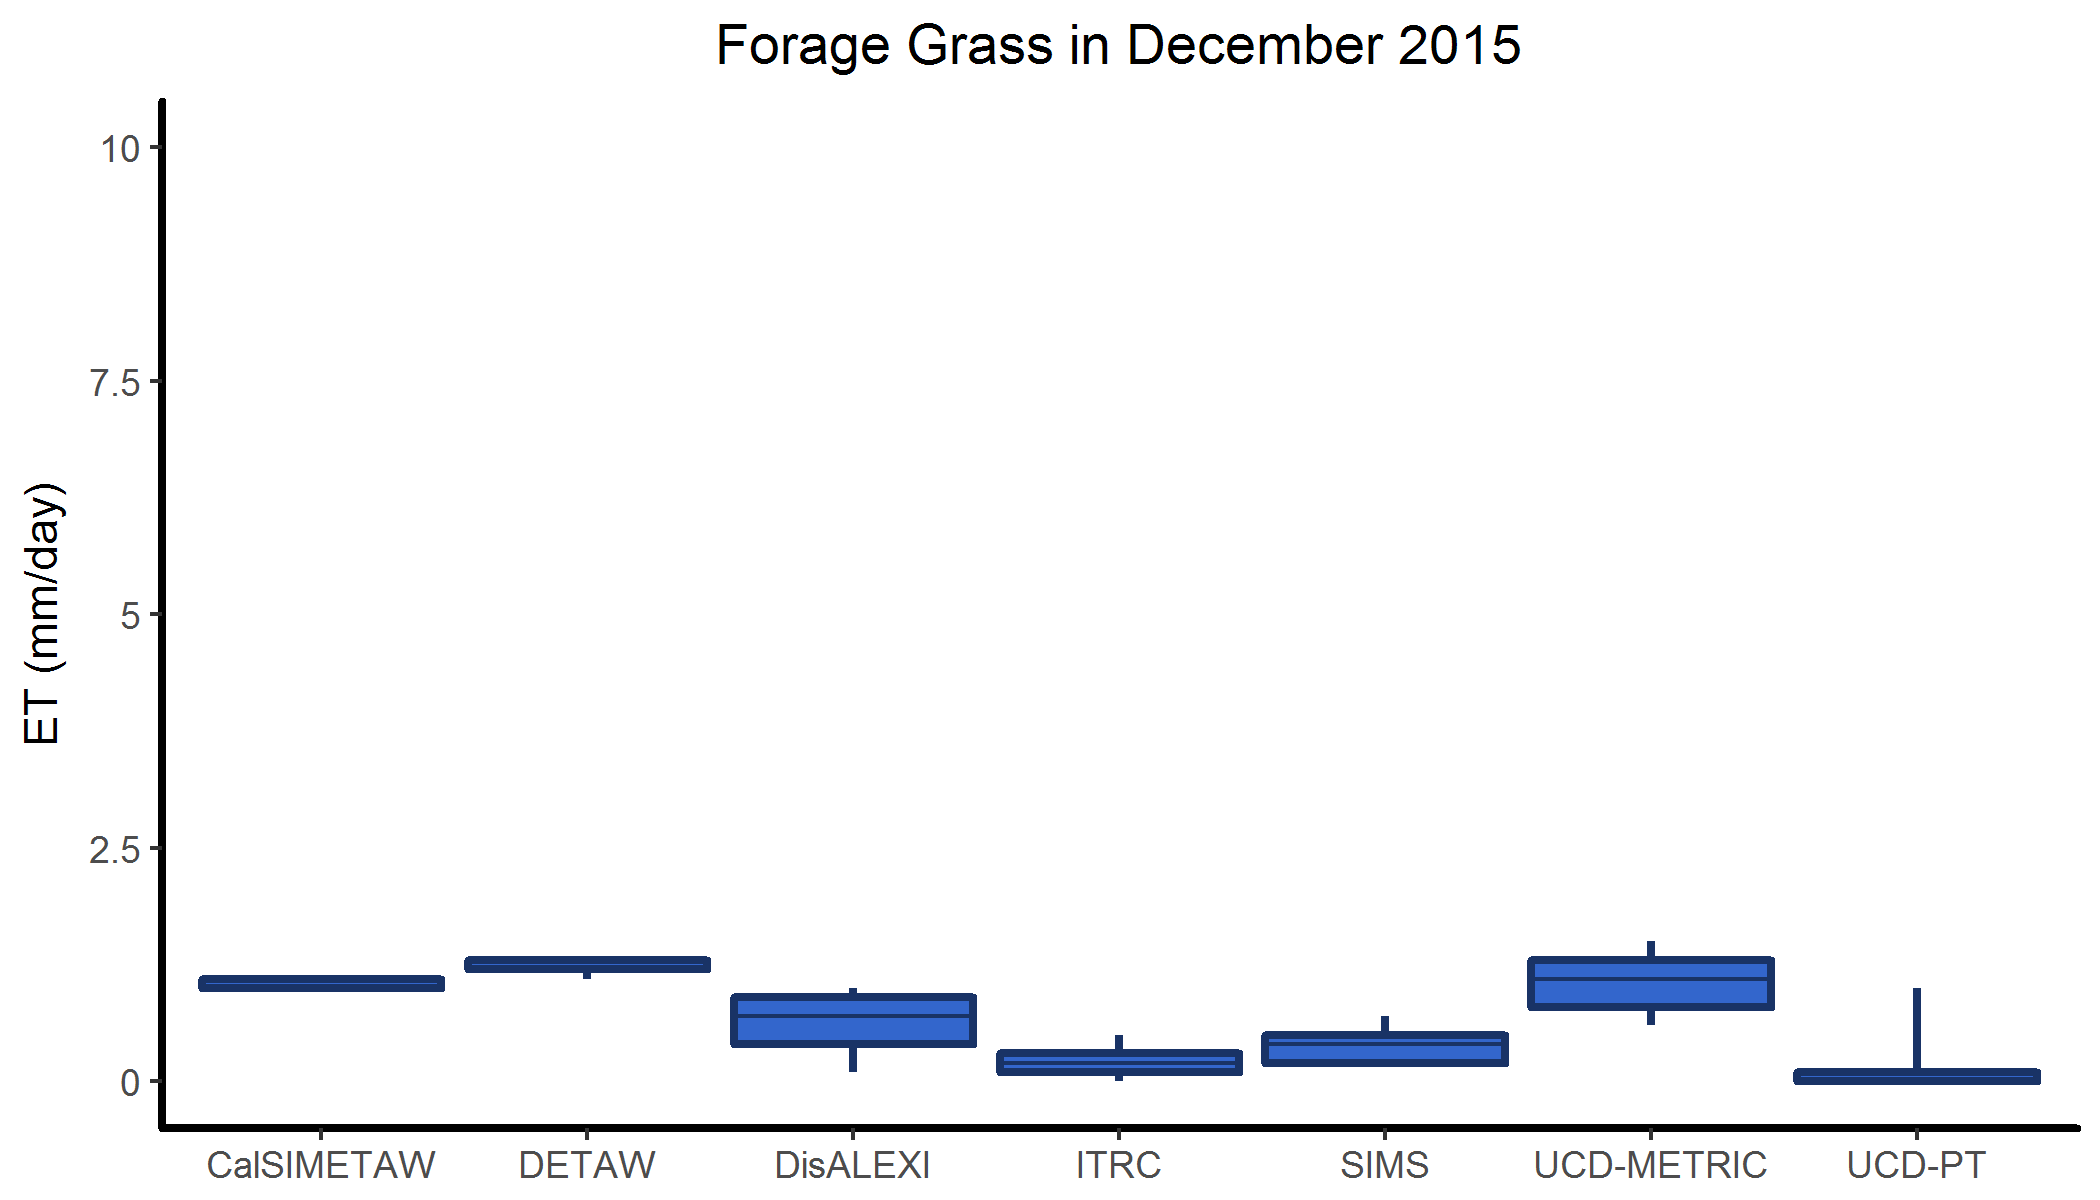 Forage Grass in December 2015
ET (mm/day)
10
7.5
5
2.5
0
CalSIMETAW DETAW DisALEXI ITRC SIMS UCD-METRIC UCD-PT